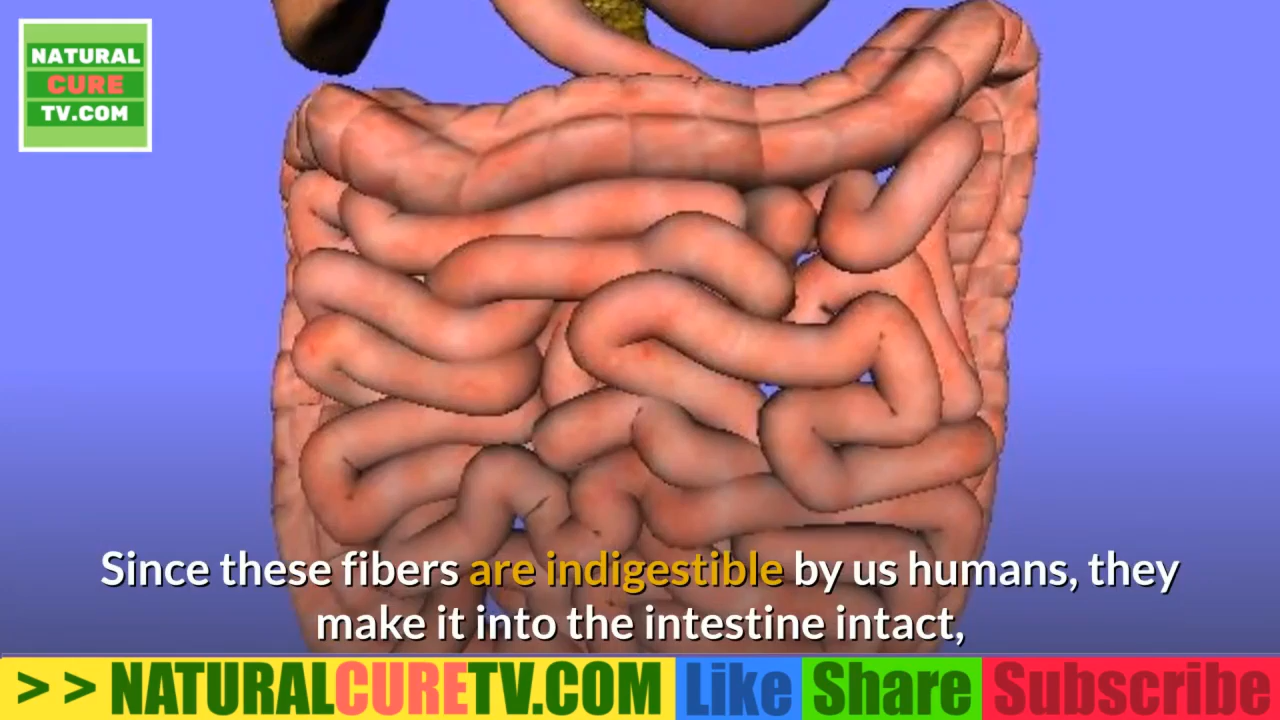 NATURAL
CURE
TV.COM
Since these fibers are indigestible by us humans, they
make it into the intestine intact,
> > NATURALCURETV.COM Like Share Subscribe